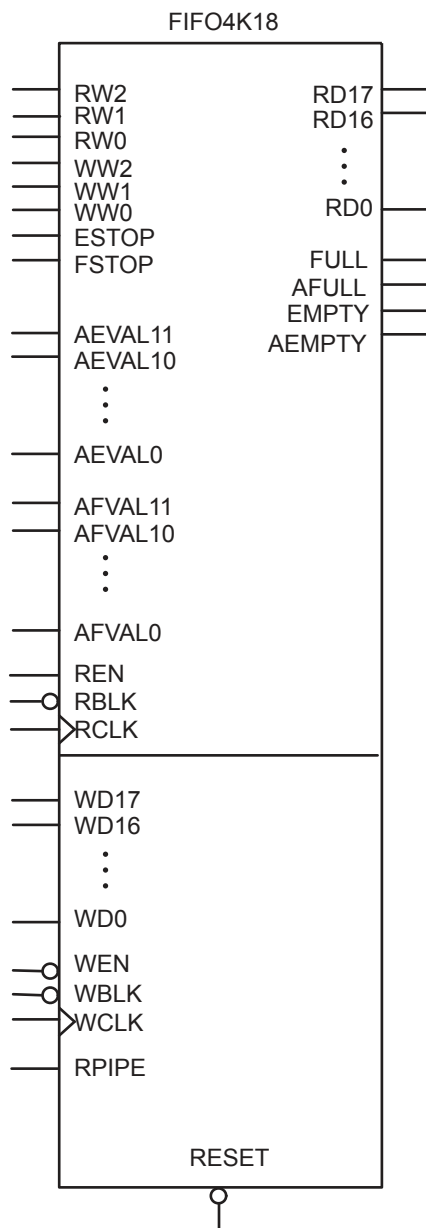 FIFO4K18
RW2
RW1
RW0
WW2
WW1
WW0
ESTOP
FSTOP
AEVAL11
AEVAL10
AEVAL0
AFVAL11
AFVAL10
AFVAL0
REN
RBLK
RCLK
RD17
RD16
RD0
FULL
AFULL
EMPTY
AEMPTY
WD17
WD16
WD0
WEN
WBLK
WCLK
RPIPE
RESET